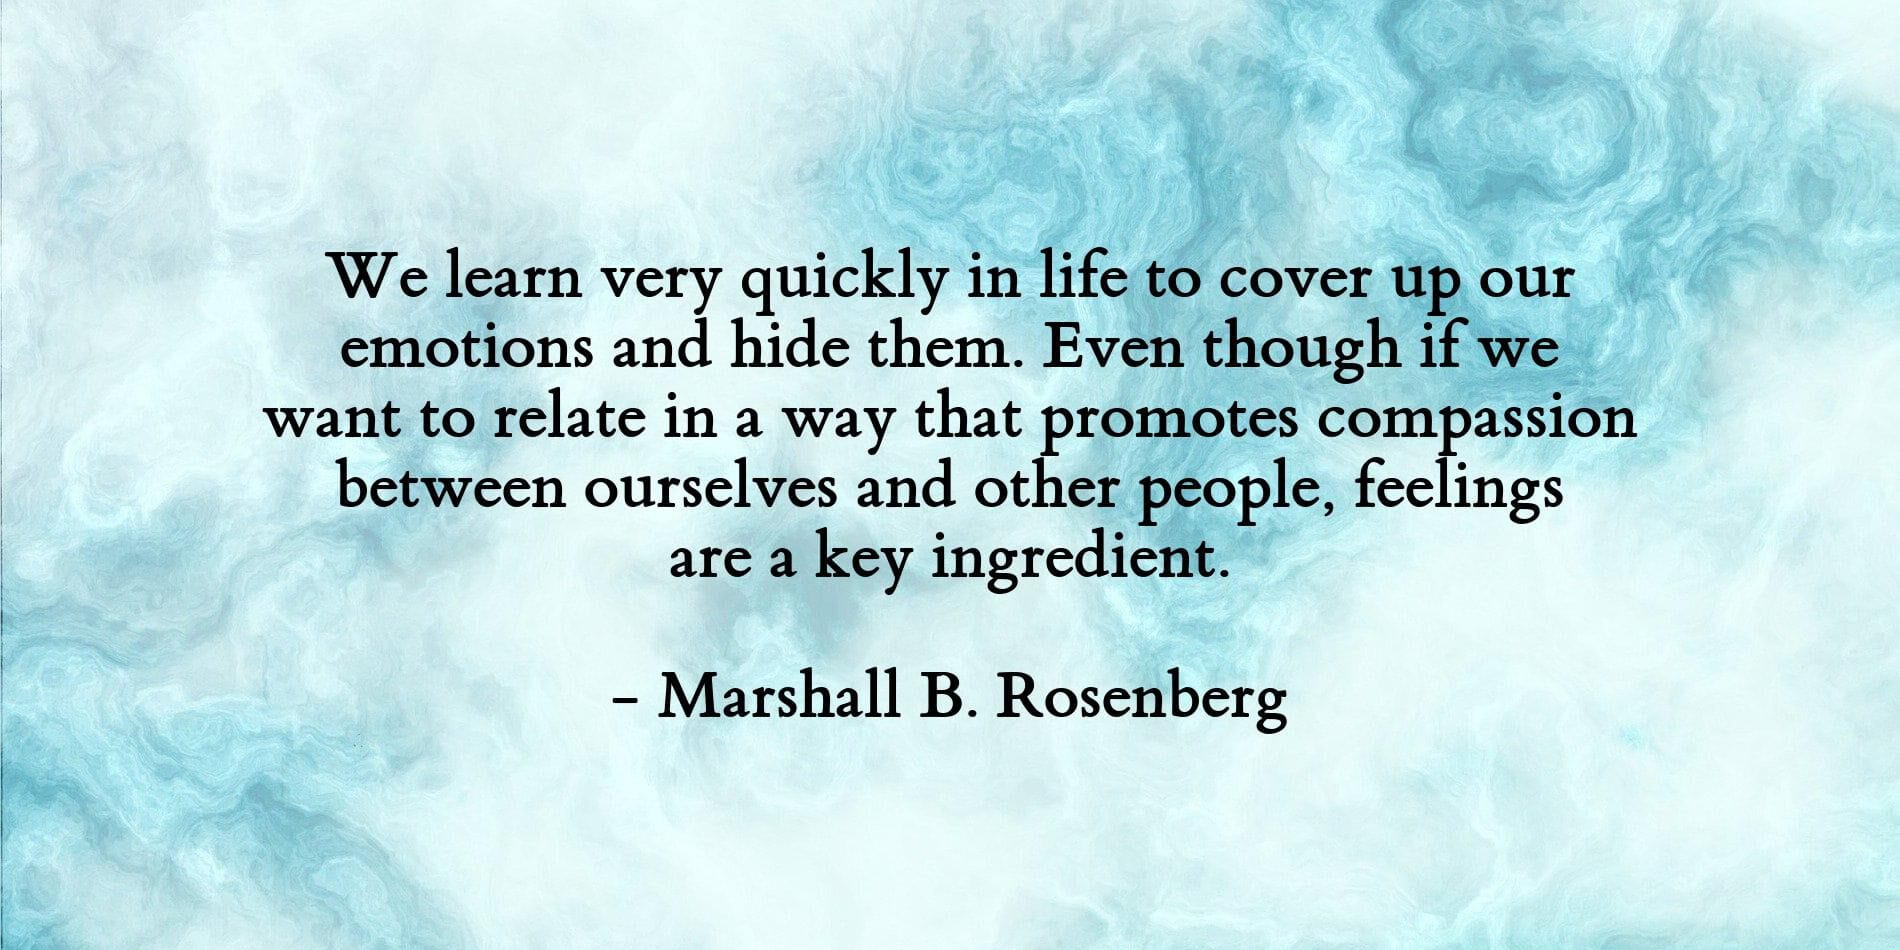 We learn very quickly in life to cover up our
emotions and hide them. Even though if we
want to relate in a way that promotes compassion
between ourselves and other people, feelings
are a key ingredient.
- Marshall B. Rosenberg